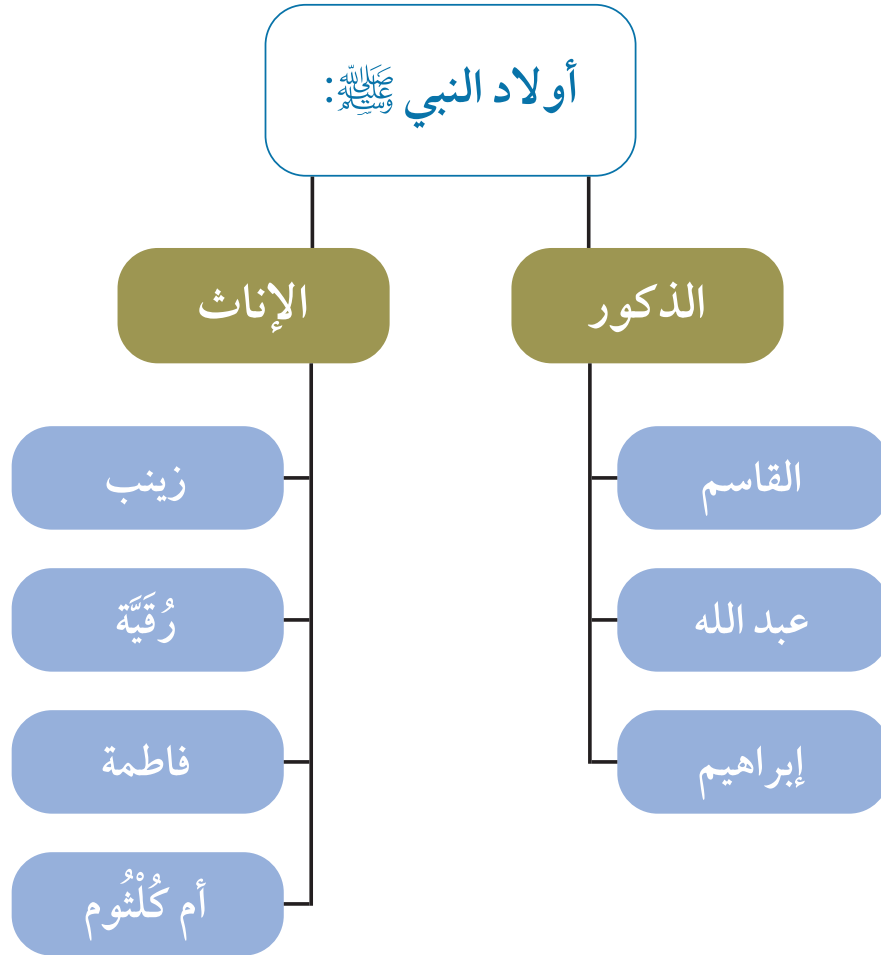 أولاد النبي ﷺ:
الذكور
الإناث
القاسم
زينب
عبد الله
رُقَيَّة
إبراهيم
فاطمة
أم كُلْثُوم